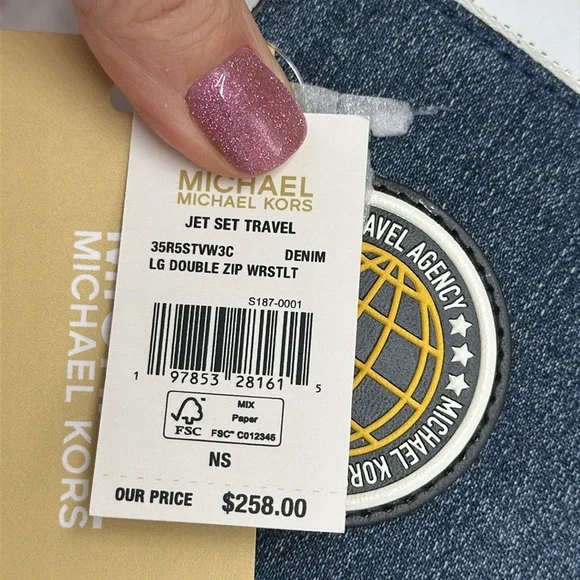 MICHAEL
MICHAEL KORS
JET SET TRAVEL
35R5STVW3C DENIM
LG DOUBLE ZIP WRSTLT
S187-0001
1 97853 28161 5
FSC
MIX
Paper
FSC™ C012345
NS
OUR PRICE $258.00
MICHAEL KORS
AVEL AGENCY ★★★ MICHAEL KOR